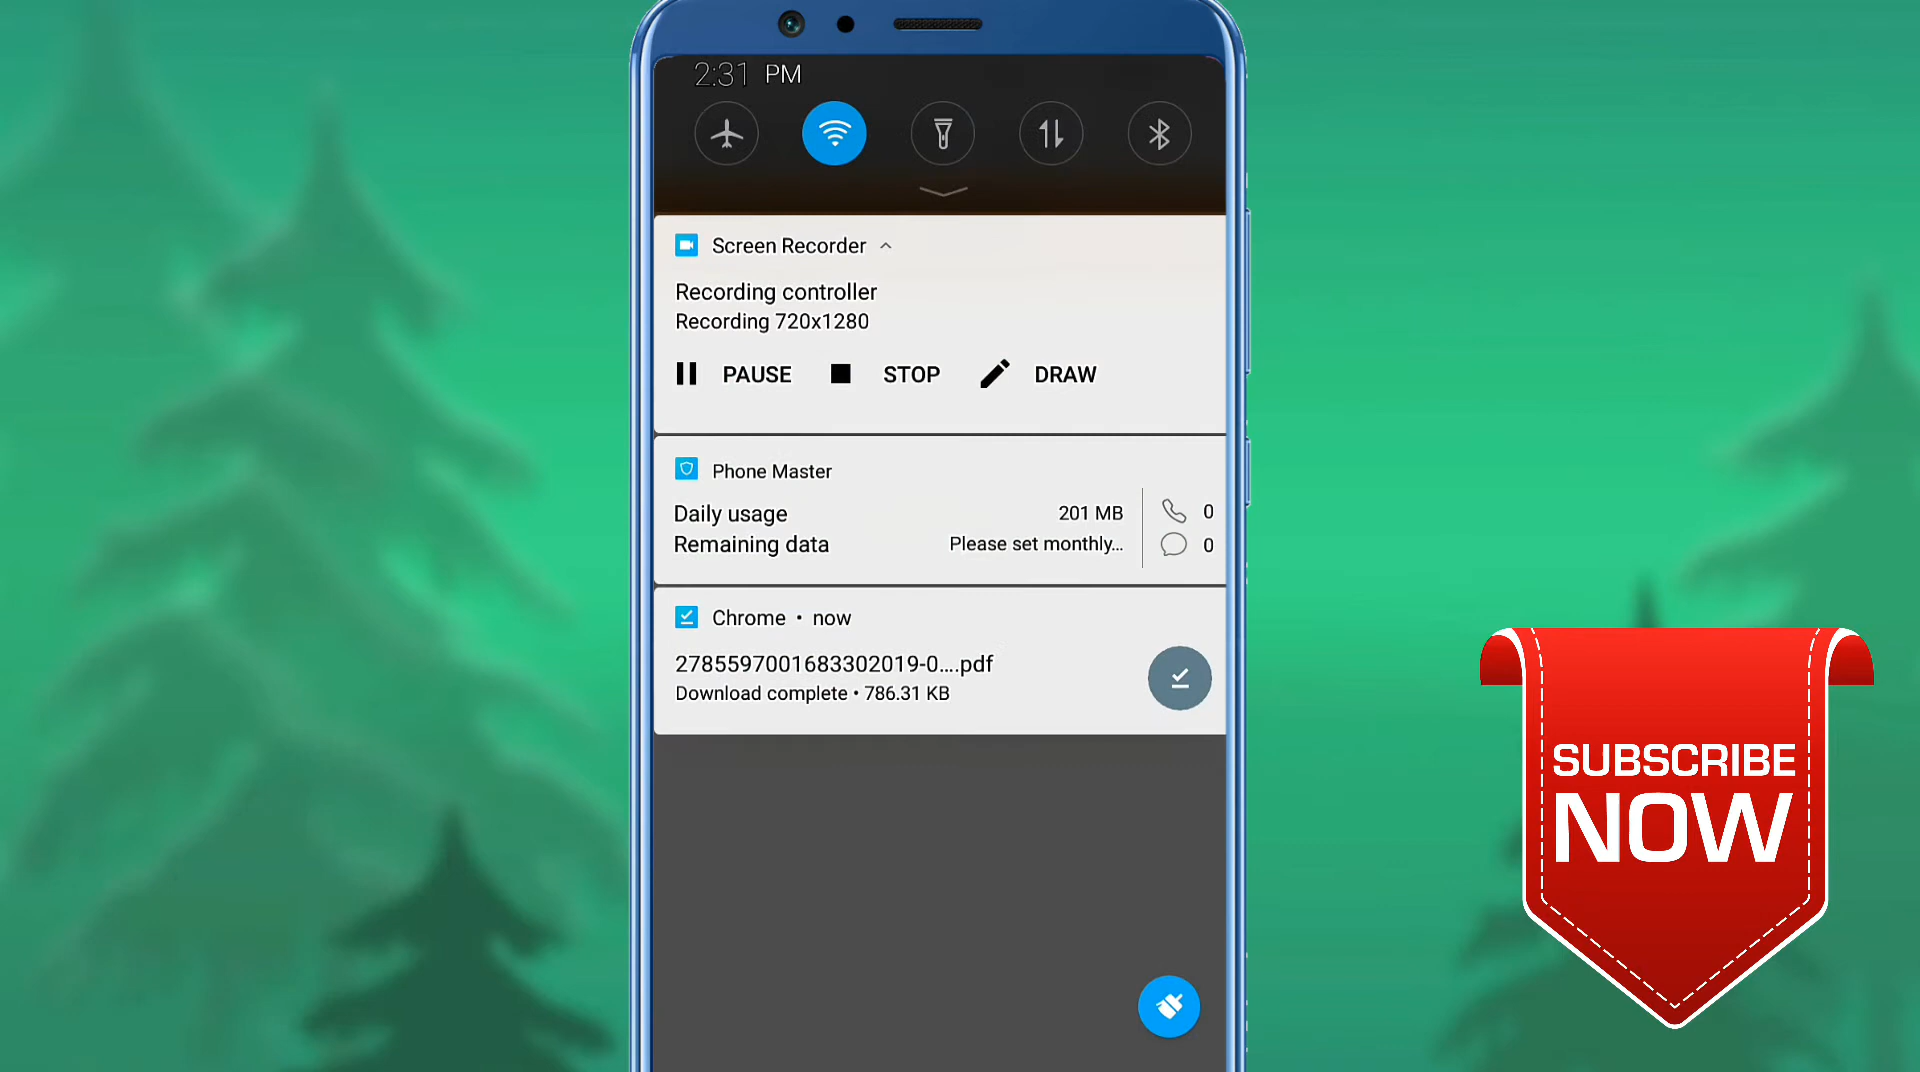 2:31 PM
Screen Recorder
Recording controller
Recording 720x1280
PAUSE STOP DRAW
Phone Master
Daily usage 201 MB 0
Remaining data Please set monthly... 0
Chrome • now
2785597001683302019-0....pdf
Download complete • 786.31 KB
SUBSCRIBE
NOW